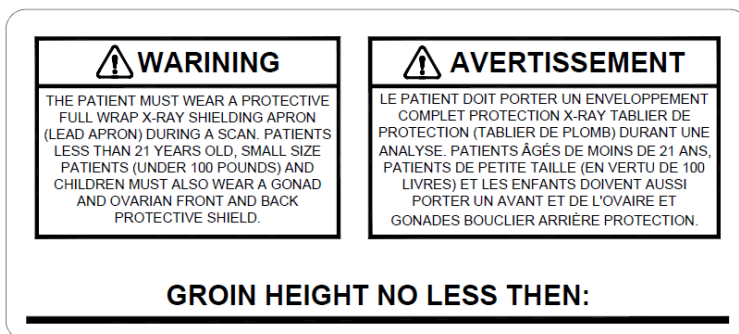 WARINING
THE PATIENT MUST WEAR A PROTECTIVE
FULL WRAP X-RAY SHIELDING APRON
(LEAD APRON) DURING A SCAN. PATIENTS
LESS THAN 21 YEARS OLD, SMALL SIZE
PATIENTS (UNDER 100 POUNDS) AND
CHILDREN MUST ALSO WEAR A GONAD
AND OVARIAN FRONT AND BACK
PROTECTIVE SHIELD.
AVERTISSEMENT
LE PATIENT DOIT PORTER UN ENVELOPPEMENT
COMPLET PROTECTION X-RAY TABLIER DE
PROTECTION (TABLIER DE PLOMB) DURANT UNE
ANALYSE. PATIENTS ÂGÉS DE MOINS DE 21 ANS,
PATIENTS DE PETITE TAILLE (EN VERTU DE 100
LIVRES) ET LES ENFANTS DOIVENT AUSSI
PORTER UN AVANT ET DE L'OVAIRE ET
GONADES BOUCLIER ARRIÈRE PROTECTION.
GROIN HEIGHT NO LESS THEN: